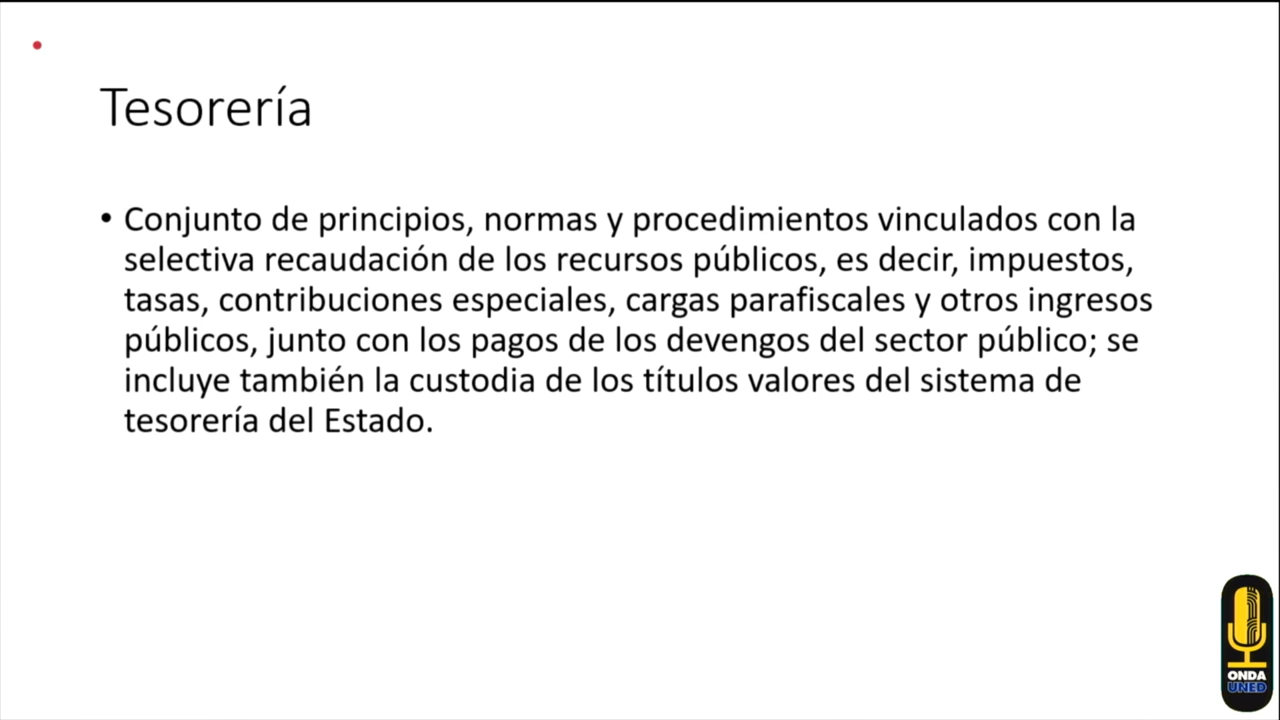 Tesorería
• Conjunto de principios, normas y procedimientos vinculados con la
selectiva recaudación de los recursos públicos, es decir, impuestos,
tasas, contribuciones especiales, cargas parafiscales y otros ingresos
públicos, junto con los pagos de los devengos del sector público; se
incluye también la custodia de los títulos valores del sistema de
tesorería del Estado.
ONDA
UNED